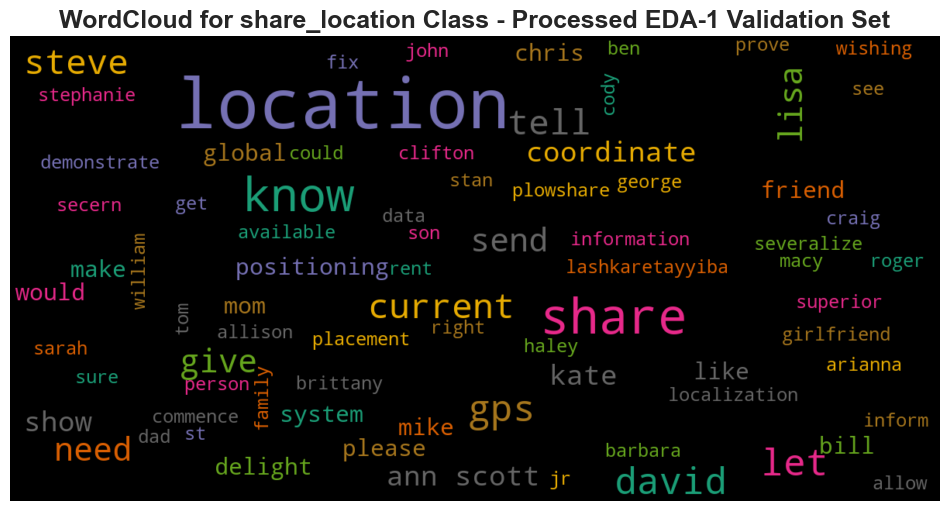 WordCloud for share_location Class - Processed EDA-1 Validation Set
steve
fix
john
chris
ben
prove
wishing
stephanie
location
tell
cody
lisa
see
demonstrate
global
could
clifton
coordinate
secern
get
know
stan
plowshare
george
friend
data
craig
available
son
send
information
severalize
william
make
positioning
rent
lashkaretayyiba
macy
roger
would
mom
current
share
superior
tom
allison
placement
right
haley
girlfriend
sarah
give
arianna
sure
person
family
brittany
kate
like
localization
show
commence
system
gps
inform
dad
st
mike
need
please
barbara
bill
delight
ann scott
jr
david
let
allow